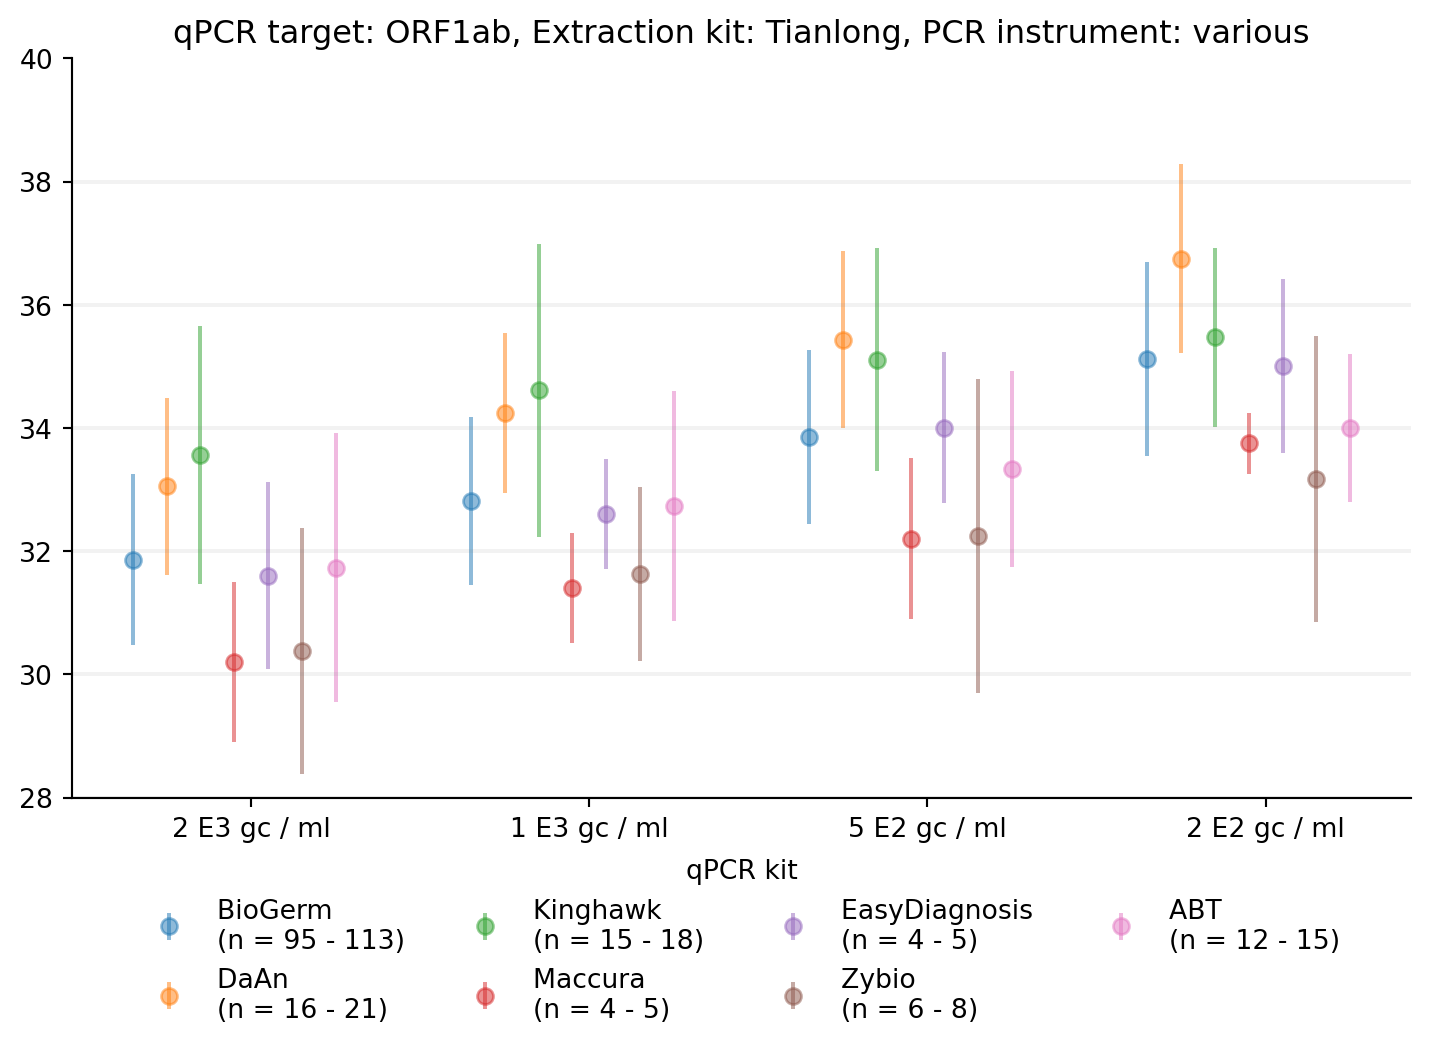 qPCR target: ORF1ab, Extraction kit: Tianlong, PCR instrument: various
40
38
36
34
32
30
28
2 E3 gc / ml
1 E3 gc / ml
5 E2 gc / ml
2 E2 gc / ml
qPCR kit
BioGerm
(n = 95 - 113)
DaAn
(n = 16 - 21)
Kinghawk
(n = 15 - 18)
Maccura
(n = 4 - 5)
EasyDiagnosis
(n = 4 - 5)
Zybio
(n = 6 - 8)
ABT
(n = 12 - 15)